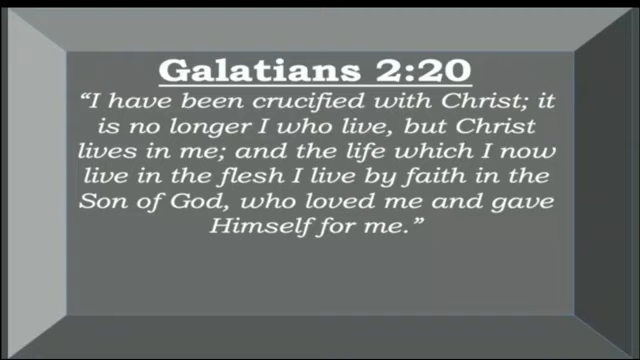 Galatians 2:20
“I have been crucified with Christ; it
is no longer I who live, but Christ
lives in me; and the life which I now
live in the flesh I live by faith in the
Son of God, who loved me and gave
Himself for me.”